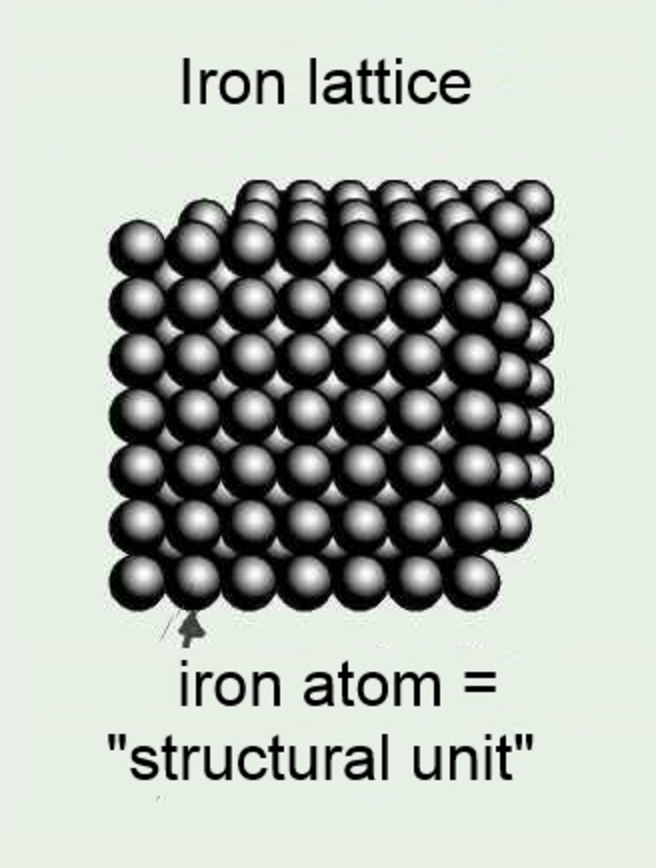 Iron lattice
iron atom =
"structural unit"